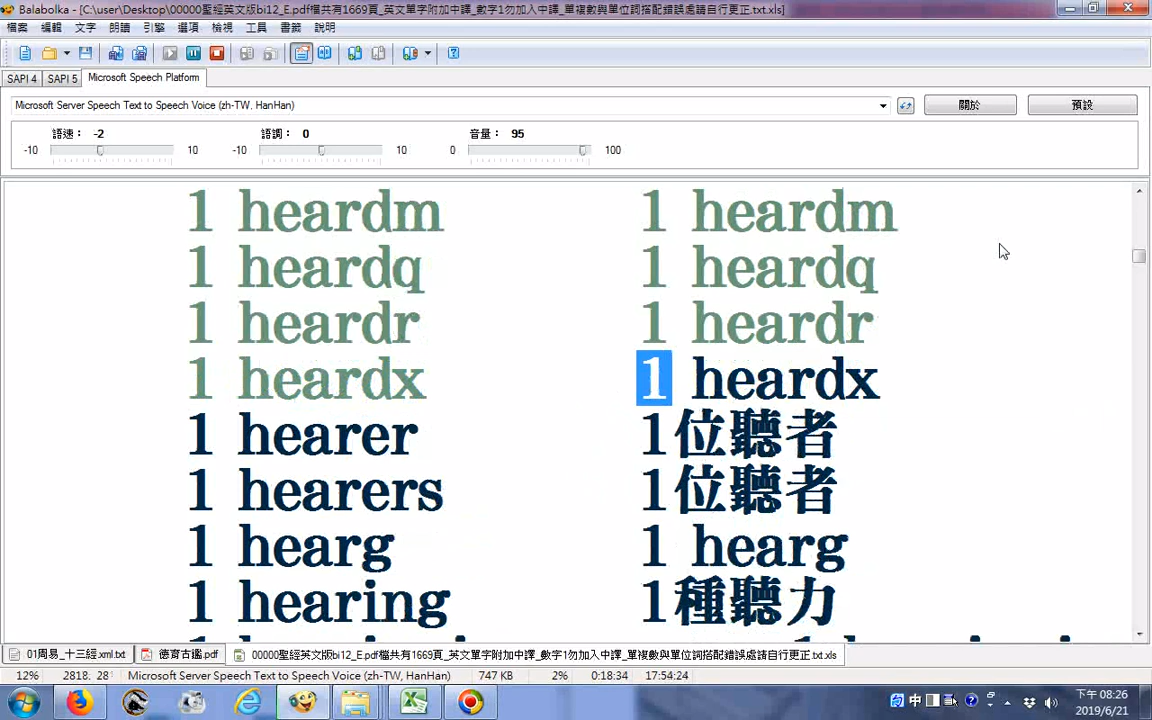 Balabolka - [C:\user\Desktop\00000聖經英文版bi12_E.pdf檔共有1669頁_英文單字附加中譯_數字1勿加入中譯_單複數與單位詞搭配錯誤處請自行更正.txt.xls]
檔案 編輯 文字 朗讀 引擎 選項 檢視 工具 書籤 說明
SAPI 4 SAPI 5 Microsoft Speech Platform
Microsoft Server Speech Text to Speech Voice (zh-TW, HanHan) 關於 預設
語速： -2 語調： 0 音量： 95
-10 10 -10 10 0 100
1 heardm 1 heardm
1 heardq 1 heardq
1 heardr 1 heardr
1 heardx 1 heardx
1 hearer 1位聽者
1 hearers 1位聽者
1 hearg 1 hearg
1 hearing 1種聽力
01周易_十三經.xml.txt 德育古鑑.pdf 00000聖經英文版bi12_E.pdf檔共有1669頁_英文單字附加中譯_數字1勿加入中譯_單複數與單位詞搭配錯誤處請自行更正.txt.xls
12% 2818. 28 Microsoft Server Speech Text to Speech Voice (zh-TW, HanHan) 747 KB 2% 0:18:34 17:54:24
中 下午 08:26
2019/6/21